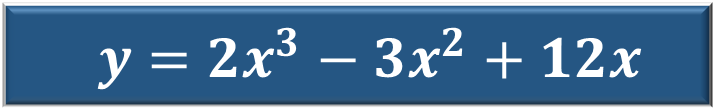 y = 2x³ − 3x² + 12x